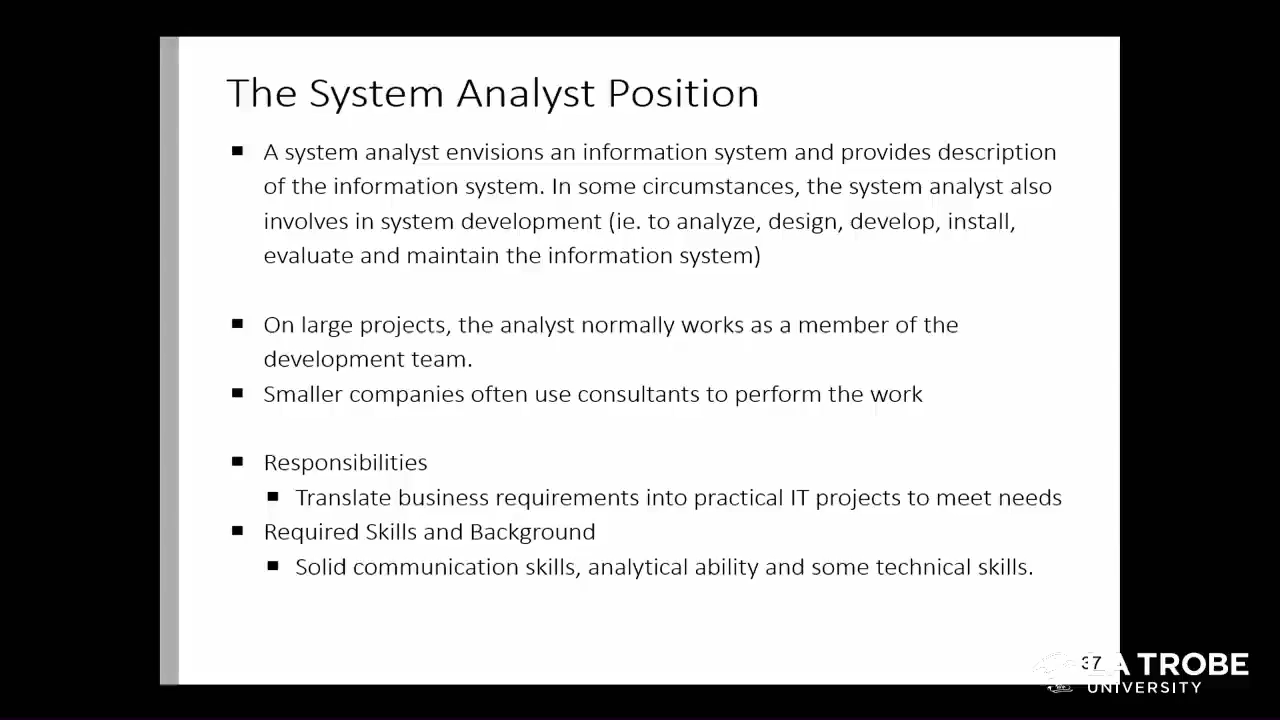 The System Analyst Position
A system analyst envisions an information system and provides description
of the information system. In some circumstances, the system analyst also
involves in system development (ie. to analyze, design, develop, install,
evaluate and maintain the information system)
On large projects, the analyst normally works as a member of the
development team.
Smaller companies often use consultants to perform the work
Responsibilities
Translate business requirements into practical IT projects to meet needs
Required Skills and Background
Solid communication skills, analytical ability and some technical skills.
37
LA TROBE
UNIVERSITY